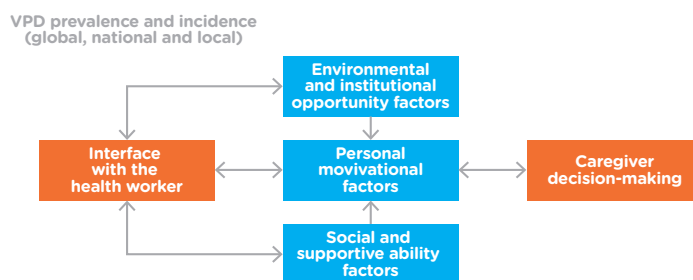 VPD prevalence and incidence
(global, national and local)
Environmental
and institutional
opportunity factors
Interface
with the
health worker
Personal
movivational
factors
Caregiver
decision-making
Social and
supportive ability
factors